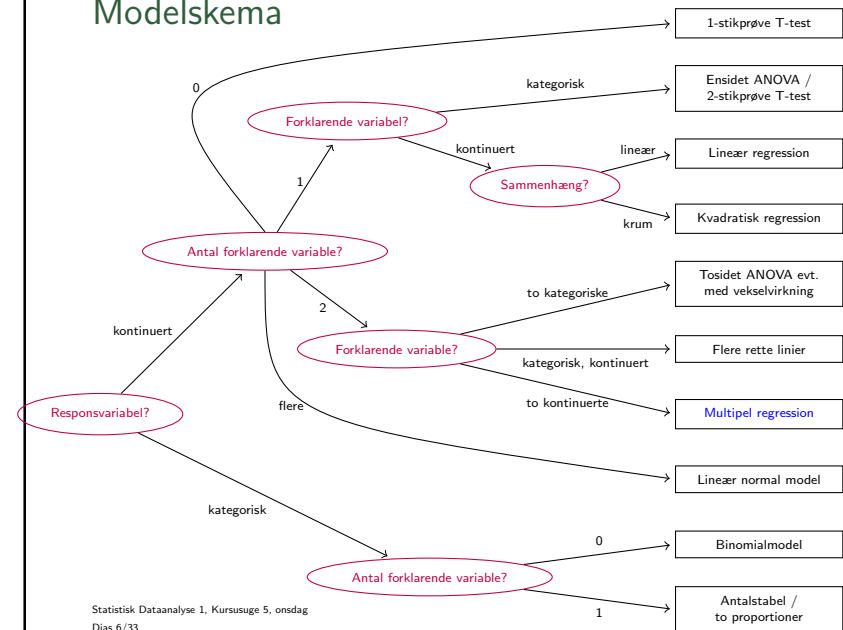 Modelskema
1-stikprøve T-test
0
kategorisk
Ensidet ANOVA /
2-stikprøve T-test
Forklarende variabel?
kontinuert
lineær
Lineær regression
1
Sammenhæng?
krum
Kvadratisk regression
Antal forklarende variable?
Tosidet ANOVA evt.
med vekselvirkning
to kategoriske
2
kontinuert
Forklarende variable?
Flere rette linier
kategorisk, kontinuert
flere
to kontinuerte
Multipel regression
Responsvariabel?
Lineær normal model
kategorisk
0
Binomialmodel
Antal forklarende variable?
1
Antalstabel /
to proportioner
Statistisk Dataanalyse 1, Kursusuge 5, onsdag
Dias 6/33